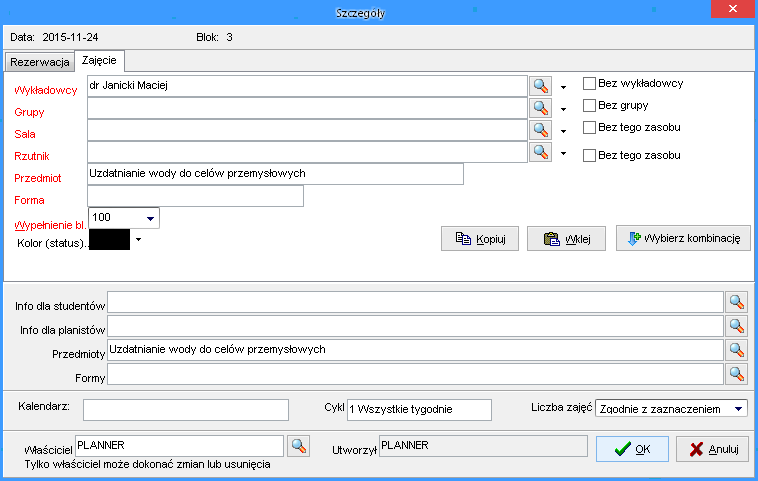 Szczegóły
Data: 2015-11-24 Blok: 3
Rezerwacja Zajęcie
Wykładowcy dr Janicki Maciej Bez wykładowcy
Grupy Bez grupy
Sala Bez tego zasobu
Rzutnik Bez tego zasobu
Przedmiot Uzdatnianie wody do celów przemysłowych
Forma
Wypełnienie bl. 100
Kolor (status).. Kopiuj Wklej Wybierz kombinację
Info dla studentów
Info dla planistów
Przedmioty Uzdatnianie wody do celów przemysłowych
Formy
Kalendarz: Cykl 1 Wszystkie tygodnie Liczba zajęć Zgodnie z zaznaczeniem
Właściciel PLANNER Utworzył PLANNER OK Anuluj
Tylko właściciel może dokonać zmian lub usunięcia